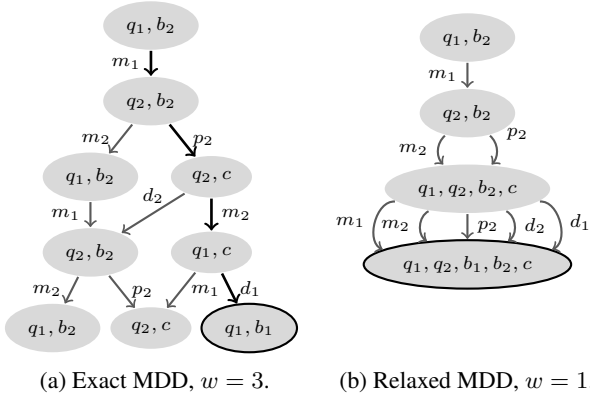 q₁, b₂
m₁
q₂, b₂
m₂ p₂
q₁, b₂ q₂, c
m₁ d₂ m₂
q₂, b₂ q₁, c
m₂ p₂ m₁ d₁
q₁, b₂ q₂, c q₁, b₁
(a) Exact MDD, w = 3.
q₁, b₂
m₁
q₂, b₂
m₂ p₂
q₁, q₂, b₂, c
m₁ m₂ p₂ d₂ d₁
q₁, q₂, b₁, b₂, c
(b) Relaxed MDD, w = 1